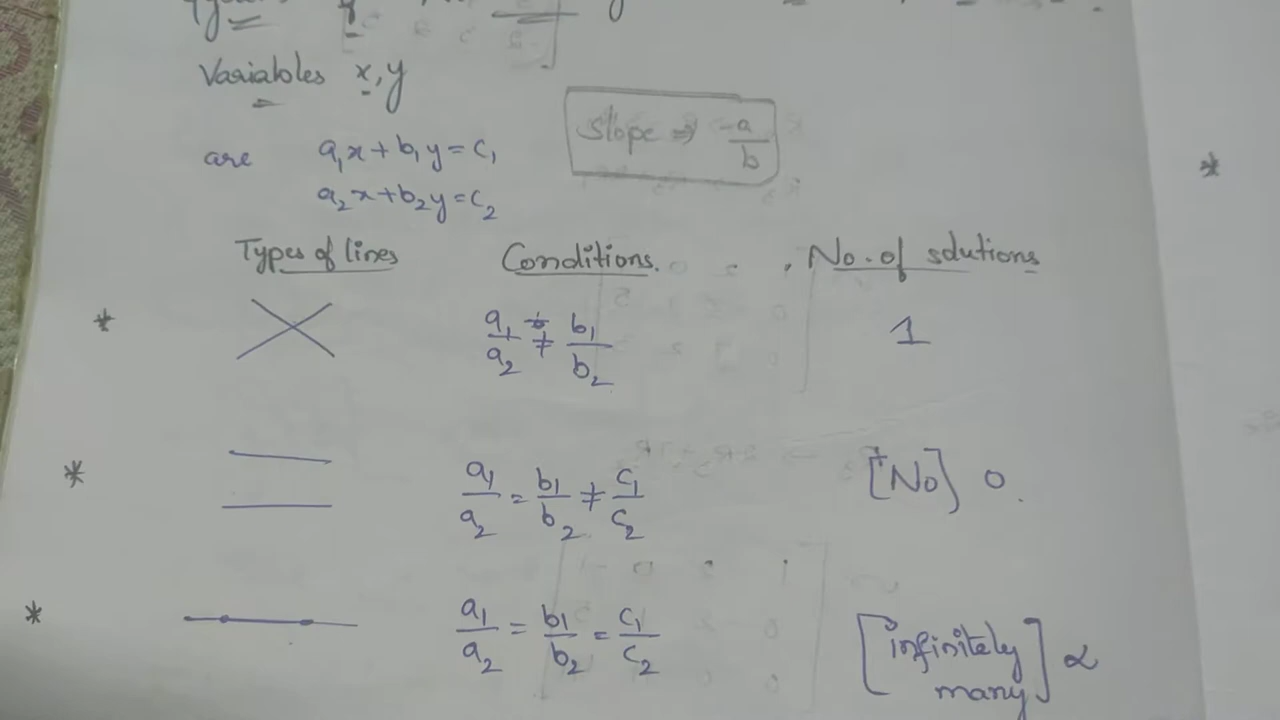 Variables x, y
Slope ⇒ -a/b
are a₁x + b₁y = c₁
a₂x + b₂y = c₂
Types of lines Conditions. No. of solutions
* a₁/a₂ ≠ b₁/b₂ 1
* a₁/a₂ = b₁/b₂ ≠ c₁/c₂ [No] 0.
* a₁/a₂ = b₁/b₂ = c₁/c₂ [infinitely many] ∝
*